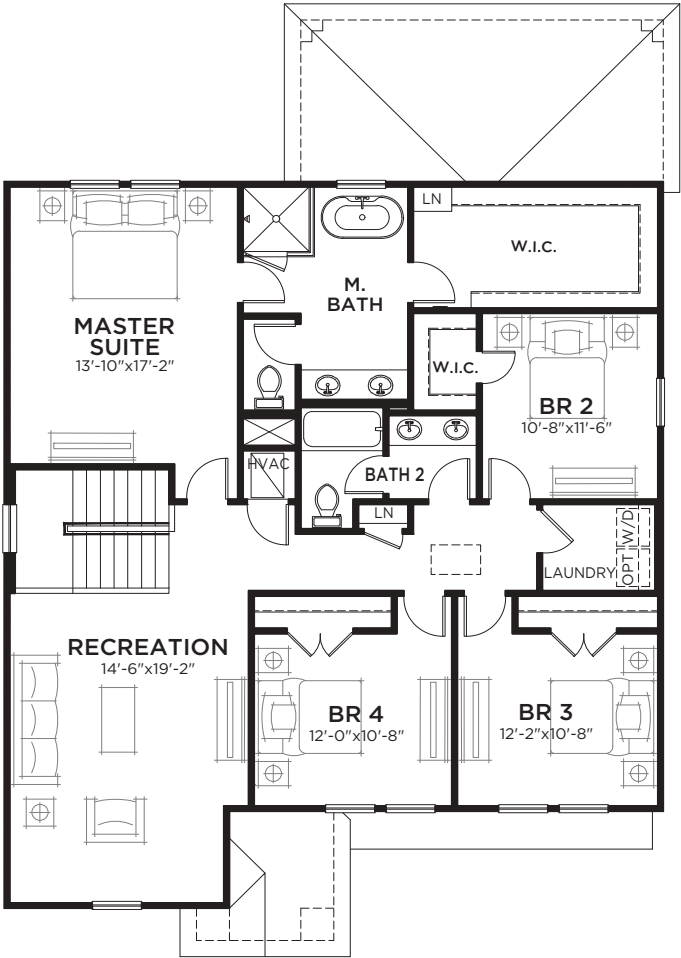 LN
W.I.C.
M.
BATH
MASTER
SUITE
13'-10"x17'-2"
W.I.C.
BR 2
10'-8"x11'-6"
HVAC
BATH 2
LN
LAUNDRY
OPT W/D
RECREATION
14'-6"x19'-2"
BR 4
12'-0"x10'-8"
BR 3
12'-2"x10'-8"